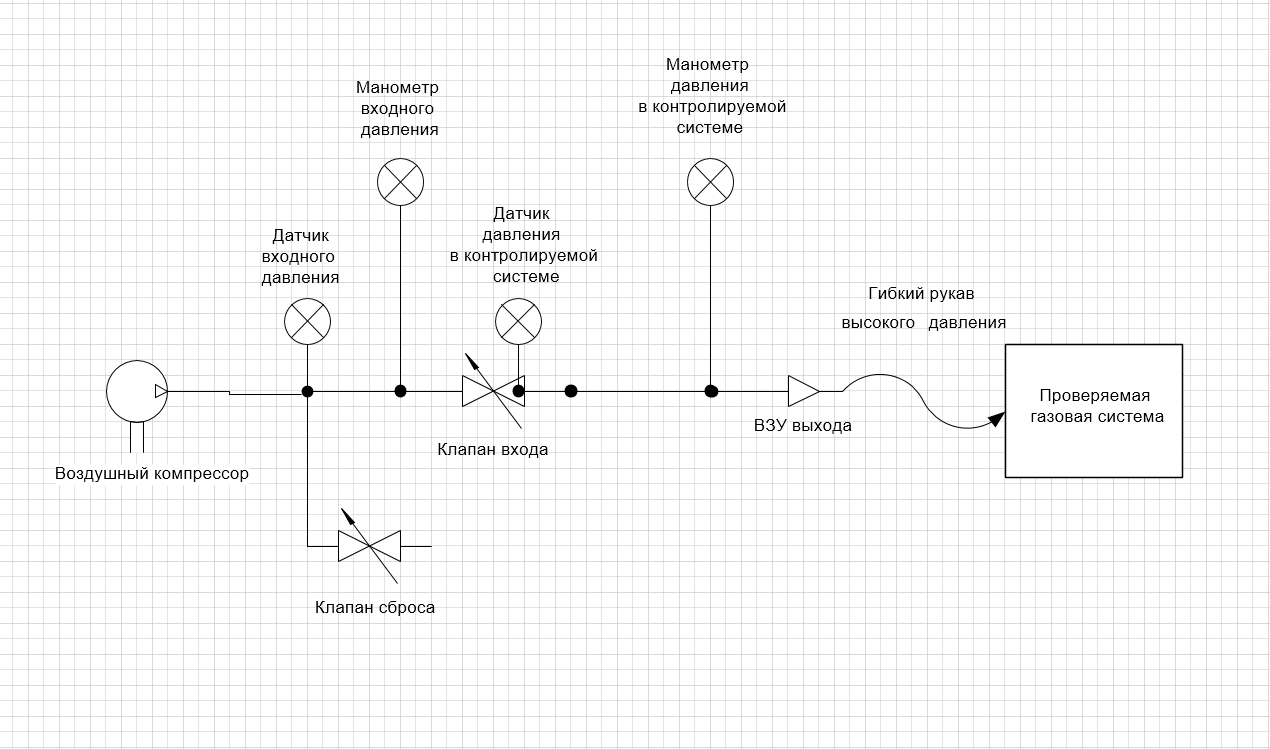 Манометр
давления
в контролируемой
системе
Манометр
входного
давления
Датчик
давления
в контролируемой
системе
Датчик
входного
давления
Гибкий рукав
высокого давления
Проверяемая
газовая система
ВЗУ выхода
Клапан входа
Воздушный компрессор
Клапан сброса